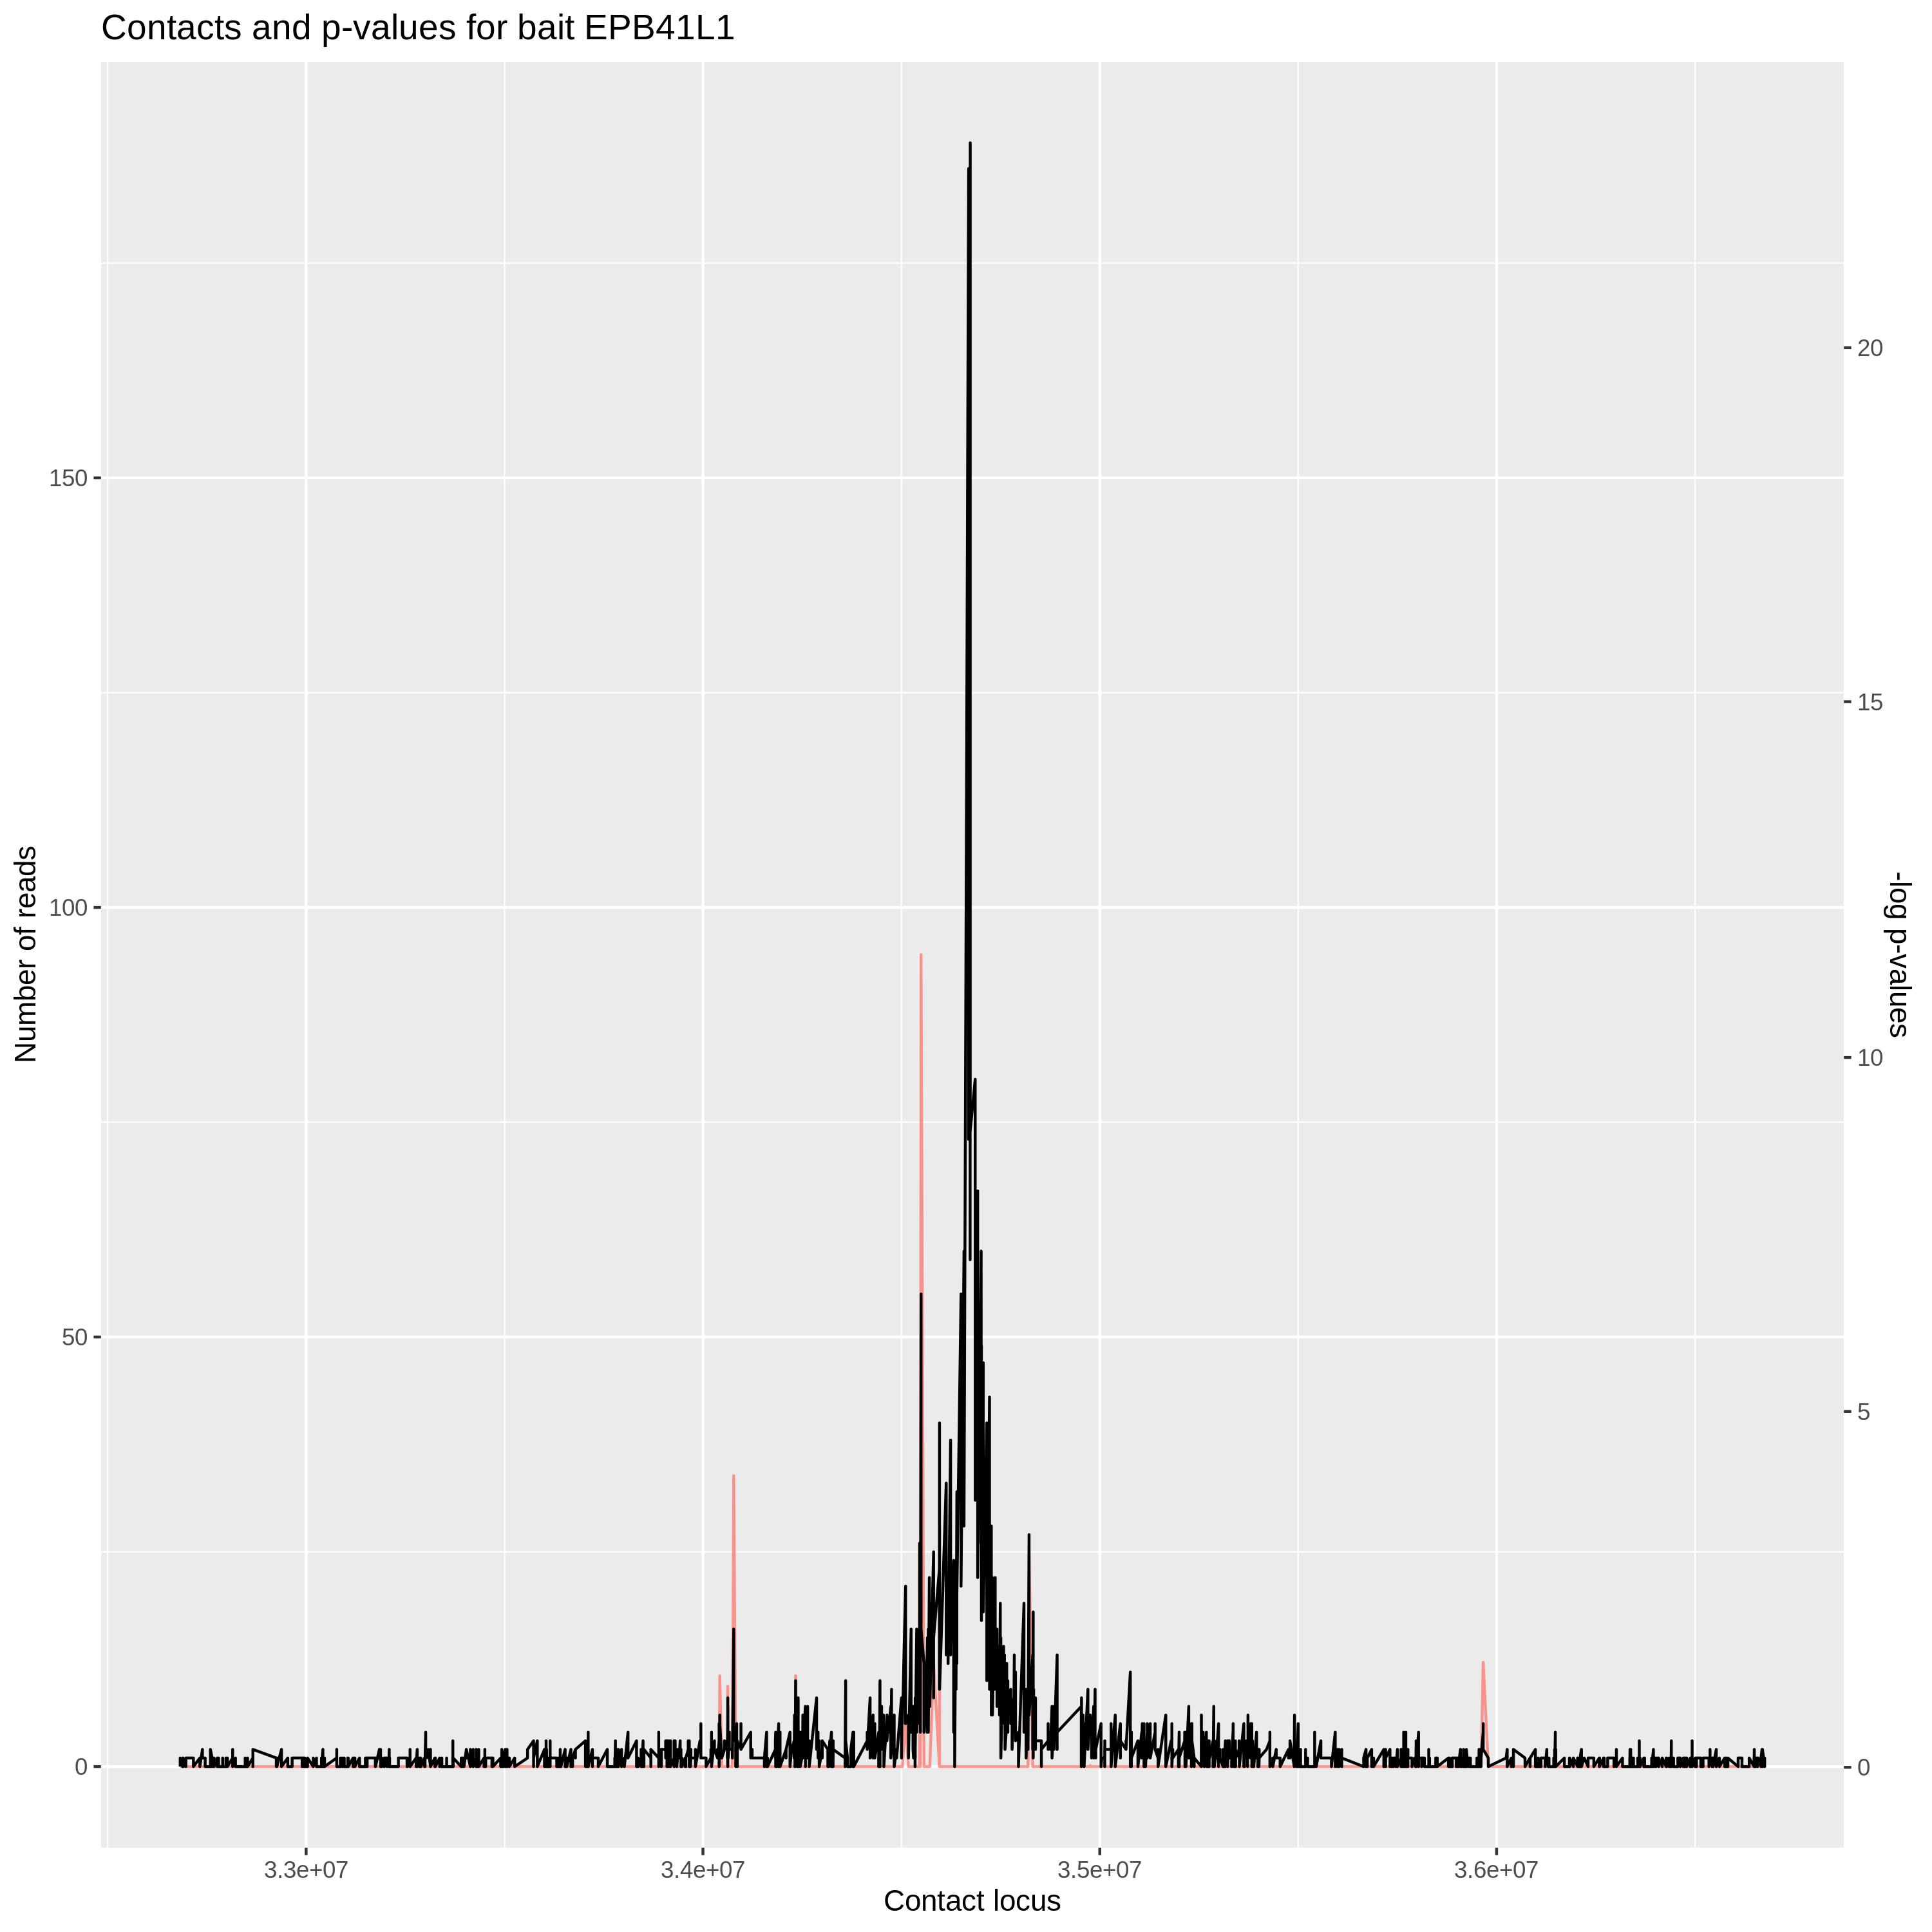 Contacts and p-values for bait EPB41L1
Number of reads
150
100
50
0
20
15
10
5
0
-log p-values
3.3e+07 3.4e+07 3.5e+07 3.6e+07
Contact locus